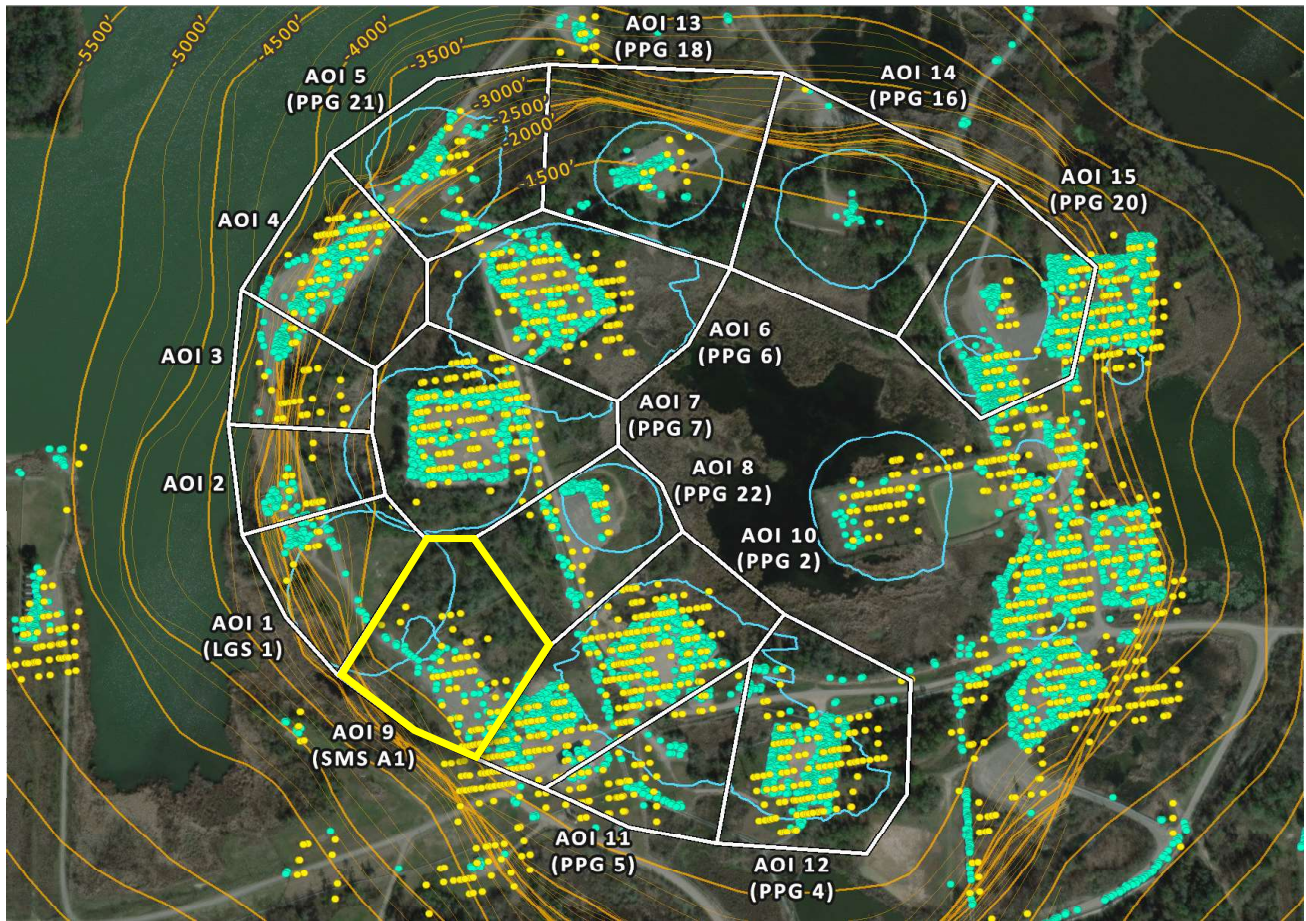 -5500'
-5000'
-4500'
-4000'
-3500'
-3000'
-2500'
-2000'
-1500'
AOI 13
(PPG 18)
AOI 5
(PPG 21)
AOI 14
(PPG 16)
AOI 15
(PPG 20)
AOI 4
AOI 3
AOI 6
(PPG 6)
AOI 7
(PPG 7)
AOI 2
AOI 8
(PPG 22)
AOI 10
(PPG 2)
AOI 1
(LGS 1)
AOI 9
(SMS A1)
AOI 11
(PPG 5)
AOI 12
(PPG 4)